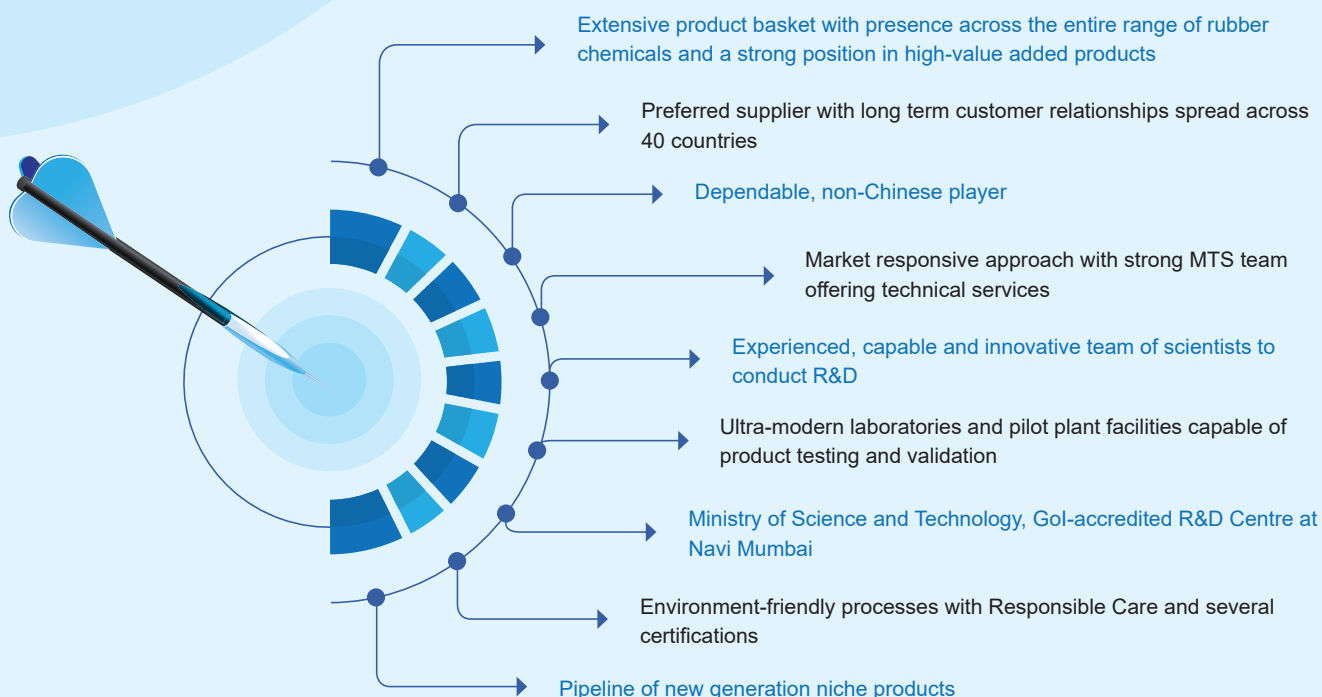 Extensive product basket with presence across the entire range of rubber
chemicals and a strong position in high-value added products
Preferred supplier with long term customer relationships spread across
40 countries
Dependable, non-Chinese player
Market responsive approach with strong MTS team
offering technical services
Experienced, capable and innovative team of scientists to
conduct R&D
Ultra-modern laboratories and pilot plant facilities capable of
product testing and validation
Ministry of Science and Technology, GoI-accredited R&D Centre at
Navi Mumbai
Environment-friendly processes with Responsible Care and several
certifications
Pipeline of new generation niche products